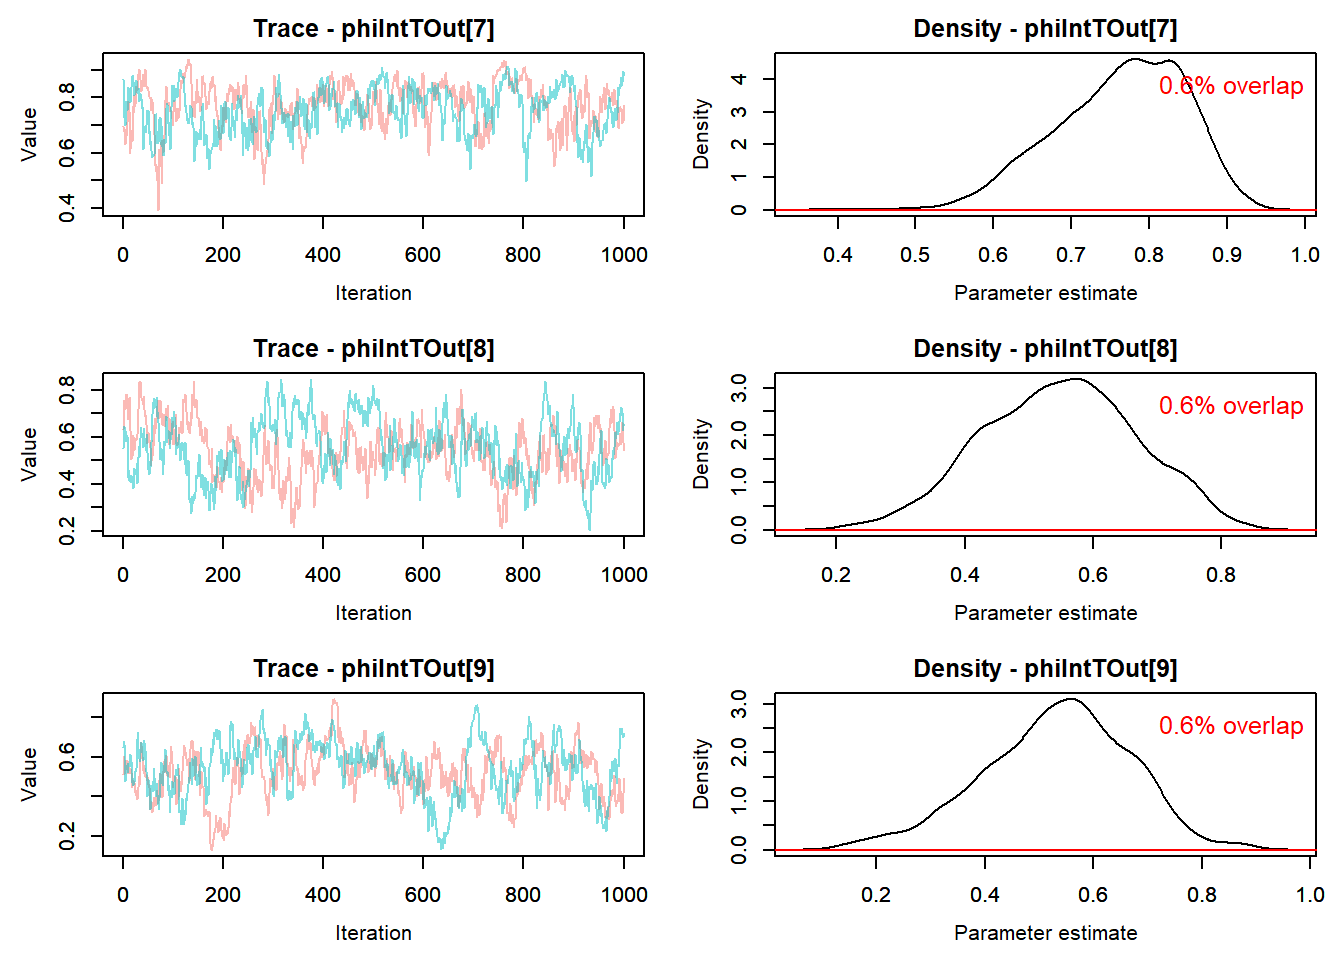 Trace - phiIntTOut[7]
Value
0.4 0.6 0.8
0 200 400 600 800 1000
Iteration
Density - phiIntTOut[7]
0.6% overlap
Density
0 1 2 3 4
0.4 0.5 0.6 0.7 0.8 0.9 1.0
Parameter estimate
Trace - phiIntTOut[8]
Value
0.2 0.4 0.6 0.8
0 200 400 600 800 1000
Iteration
Density - phiIntTOut[8]
0.6% overlap
Density
0.0 1.0 2.0 3.0
0.2 0.4 0.6 0.8
Parameter estimate
Trace - phiIntTOut[9]
Value
0.2 0.6
0 200 400 600 800 1000
Iteration
Density - phiIntTOut[9]
0.6% overlap
Density
0.0 1.0 2.0 3.0
0.2 0.4 0.6 0.8 1.0
Parameter estimate